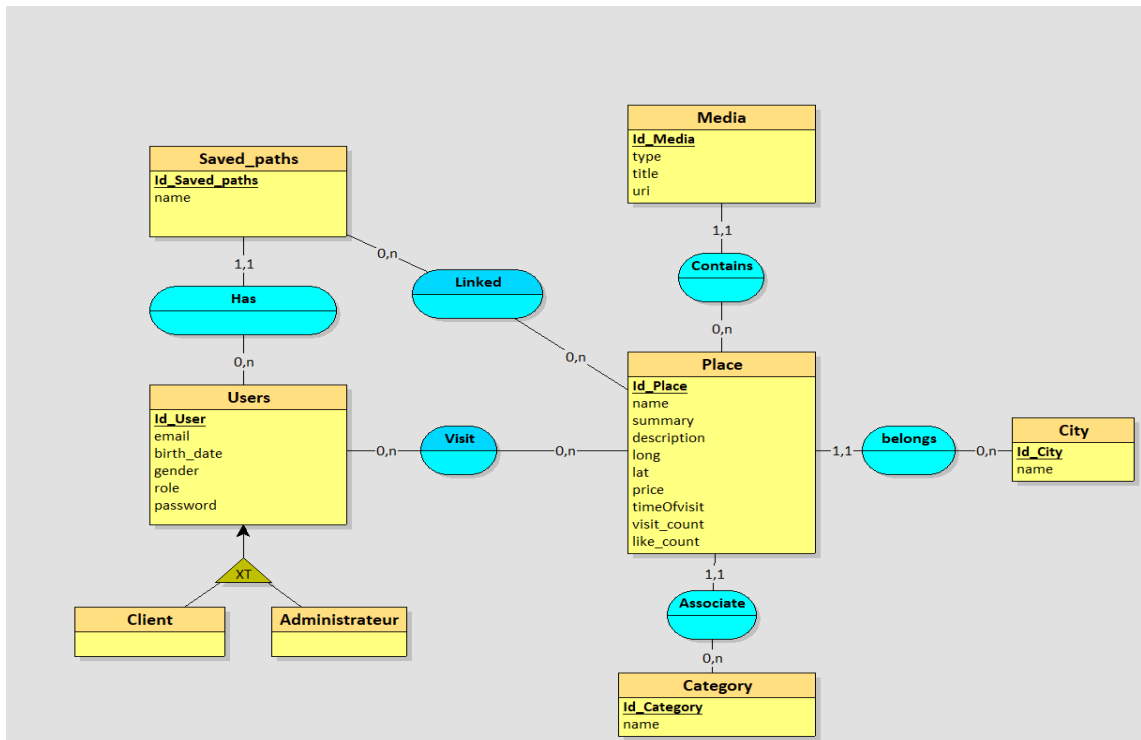 Media
Id_Media
type
title
uri
Saved_paths
Id_Saved_paths
name
1,1
1,1
0,n
Contains
Linked
Has
0,n
0,n
0,n
Place
Id_Place
name
summary
description
long
lat
price
timeOfvisit
visit_count
like_count
Users
Id_User
email
birth_date
gender
role
password
0,n
Visit
0,n
1,1
belongs
0,n
City
Id_City
name
XT
1,1
Client
Administrateur
Associate
0,n
Category
Id_Category
name